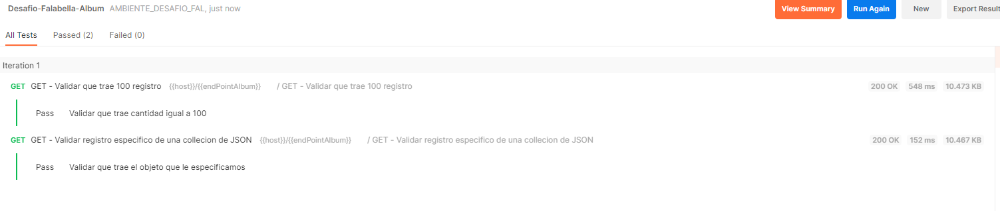 Desafio-Falabella-Album AMBIENTE_DESAFIO_FAL, just now View Summary Run Again New Export Result
All Tests Passed (2) Failed (0)
Iteration 1
GET GET - Validar que trae 100 registro {{host}}/{{endPointAlbum}} / GET - Validar que trae 100 registro 200 OK 548 ms 10.473 KB
Pass Validar que trae cantidad igual a 100
GET GET - Validar registro especifico de una collecion de JSON {{host}}/{{endPointAlbum}} / GET - Validar registro especifico de una collecion de JSON 200 OK 152 ms 10.467 KB
Pass Validar que trae el objeto que le especificamos